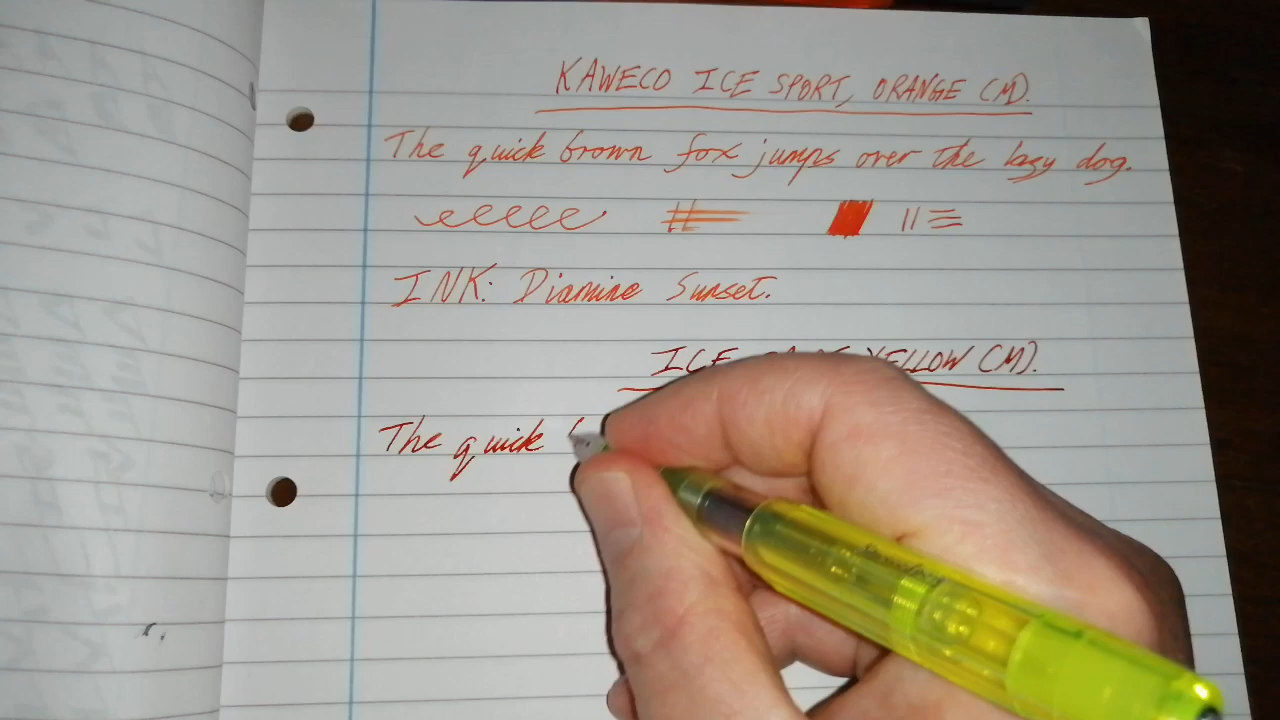 KAWECO ICE SPORT, ORANGE (M).
The quick brown fox jumps over the lazy dog.
INK: Diamine Sunset.
ICE YELLOW (M).
The quick